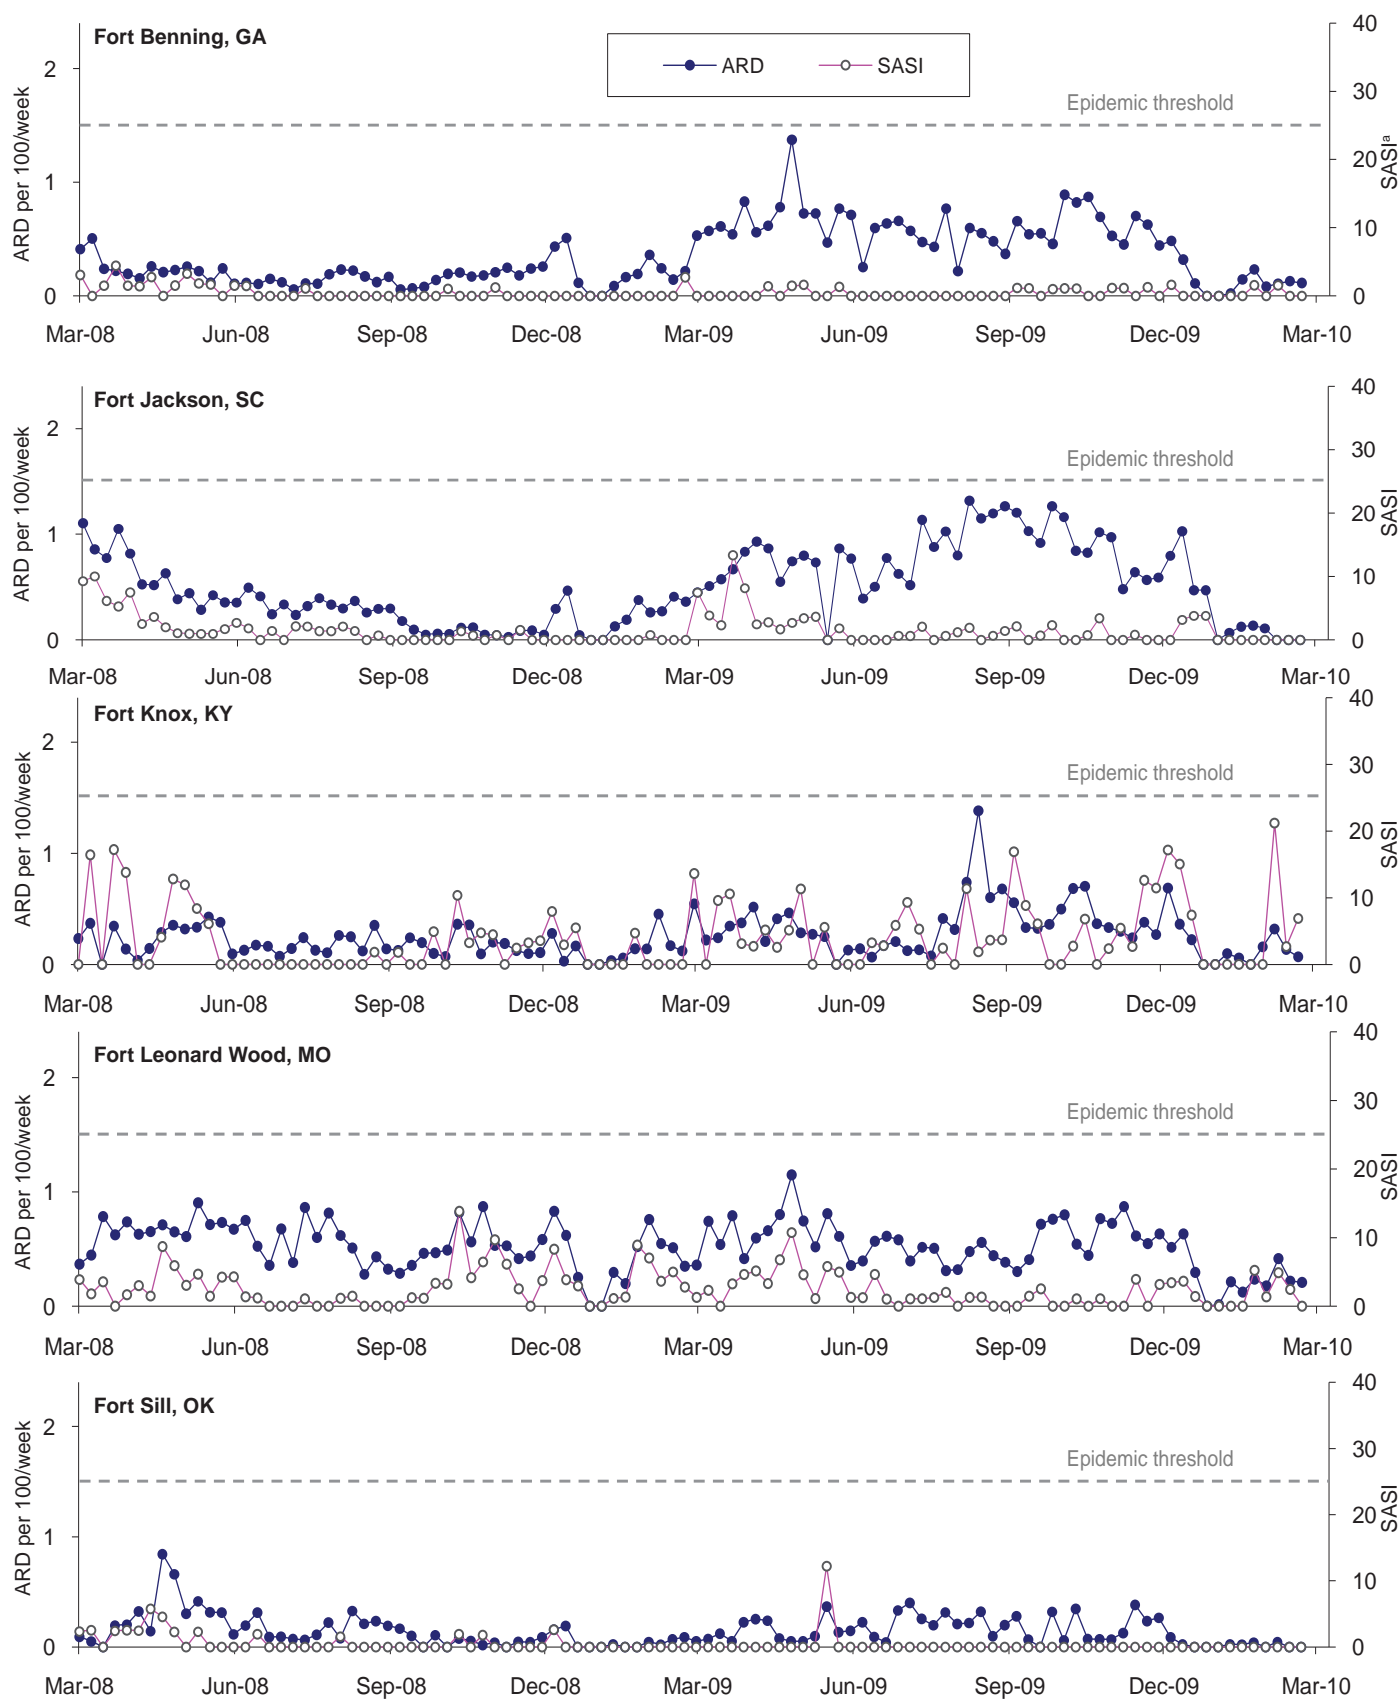 Fort Benning, GA
ARD SASI
Epidemic threshold
ARD per 100/week
2
1
0
40
30
20
10
0
SASIª
Mar-08 Jun-08 Sep-08 Dec-08 Mar-09 Jun-09 Sep-09 Dec-09 Mar-10
Fort Jackson, SC
Epidemic threshold
ARD per 100/week
2
1
0
40
30
20
10
0
SASI
Mar-08 Jun-08 Sep-08 Dec-08 Mar-09 Jun-09 Sep-09 Dec-09 Mar-10
Fort Knox, KY
Epidemic threshold
ARD per 100/week
2
1
0
40
30
20
10
0
SASI
Mar-08 Jun-08 Sep-08 Dec-08 Mar-09 Jun-09 Sep-09 Dec-09 Mar-10
Fort Leonard Wood, MO
Epidemic threshold
ARD per 100/week
2
1
0
40
30
20
10
0
SASI
Mar-08 Jun-08 Sep-08 Dec-08 Mar-09 Jun-09 Sep-09 Dec-09 Mar-10
Fort Sill, OK
Epidemic threshold
ARD per 100/week
2
1
0
40
30
20
10
0
SASI
Mar-08 Jun-08 Sep-08 Dec-08 Mar-09 Jun-09 Sep-09 Dec-09 Mar-10